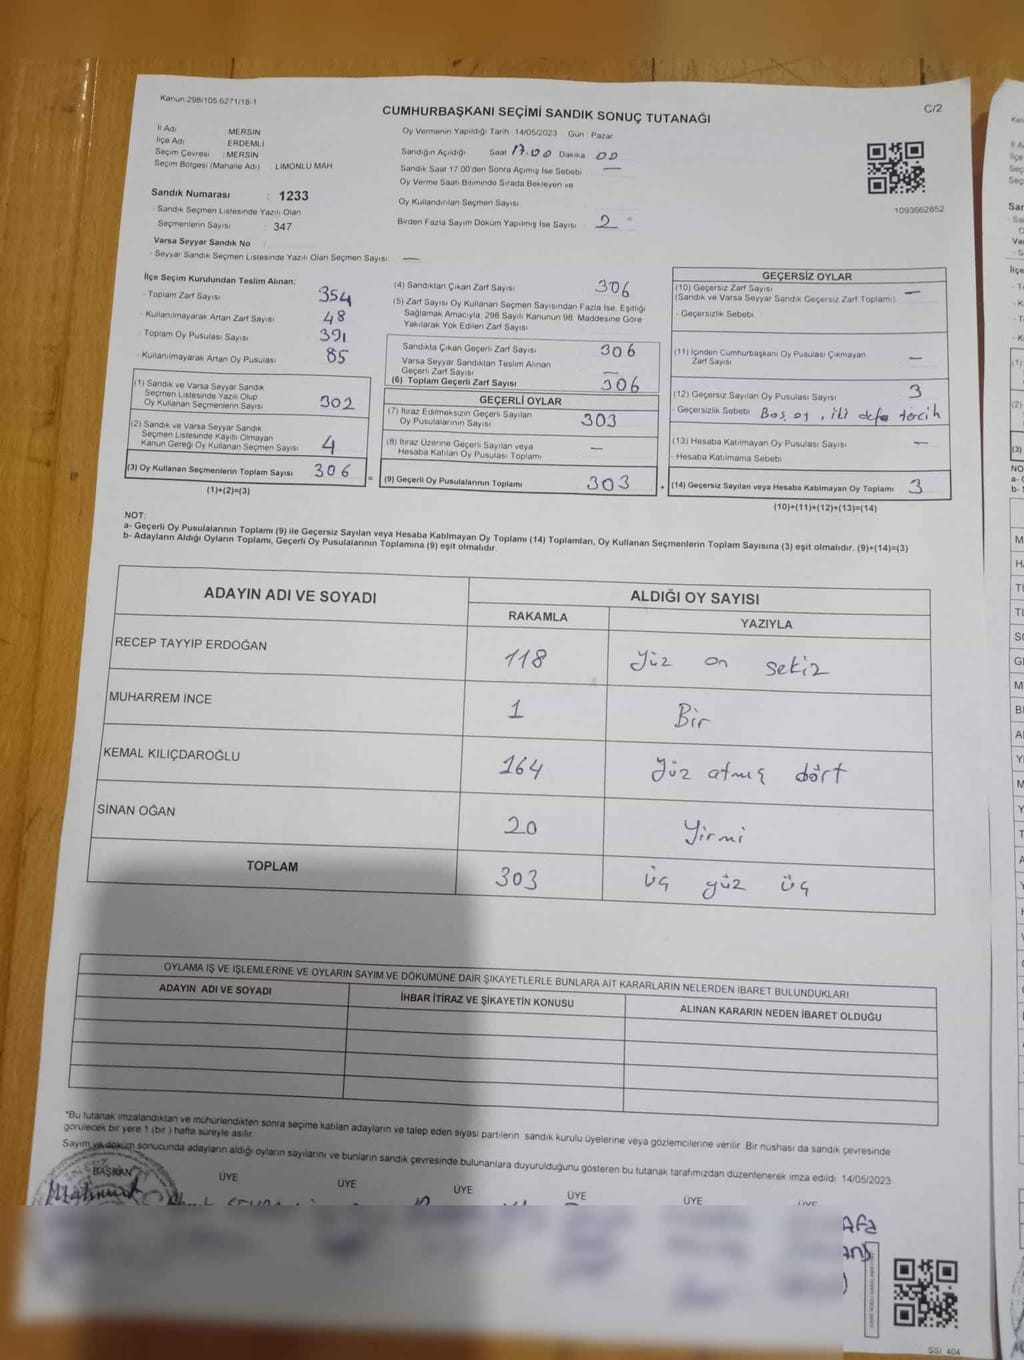 Kanun 298/105 6271/18-1
C/2
CUMHURBAŞKANI SEÇİMİ SANDIK SONUÇ TUTANAĞI
İl Adı : MERSİN
İlçe Adı : ERDEMLİ
Seçim Çevresi : MERSİN
Seçim Bölgesi (Mahalle Adı) LİMONLU MAH
Sandık Numarası : 1233
Sandık Seçmen Listesinde Yazılı Olan
Seçmenlerin Sayısı : 347
Varsa Seyyar Sandık No
Seyyar Sandık Seçmen Listesinde Yazılı Olan Seçmen Sayısı —
Oy Vermenin Yapıldığı Tarih 14/05/2023 Gün : Pazar
Sandığın Açıldığı Saat 17.00 Dakika 00
Sandık Saat 17.00'den Sonra Açımış İse Sebebi —
Oy Verme Saati Bitiminde Sırada Bekleyen ve
Oy Kullandırılan Seçmen Sayısı
Birden Fazla Sayım Döküm Yapılmış İse Sayısı 2
1093662852
İlçe Seçim Kurulundan Teslim Alınan;
Toplam Zarf Sayısı 354
Kullanılmayarak Artan Zarf Sayısı 48
Toplam Oy Pusulası Sayısı 391
Kullanılmayarak Artan Oy Pusulası 85
(1) Sandık ve Varsa Seyyar Sandık
Seçmen Listesinde Yazılı Olup
Oy Kullanan Seçmenlerin Sayısı 302
(2) Sandık ve Varsa Seyyar Sandık
Seçmen Listesinde Kayıtlı Olmayan
Kanun Gereği Oy Kullanan Seçmen Sayısı 4
(3) Oy Kullanan Seçmenlerin Toplam Sayısı 306
(1)+(2)=(3)
(4) Sandıktan Çıkan Zarf Sayısı 306
(5) Zarf Sayısı Oy Kullanan Seçmen Sayısından Fazla İse, Eşitliği
Sağlamak Amacıyla, 298 Sayılı Kanunun 98. Maddesine Göre
Yakılarak Yok Edilen Zarf Sayısı
Sandıkta Çıkan Geçerli Zarf Sayısı 306
Varsa Seyyar Sandıktan Teslim Alınan
Geçerli Zarf Sayısı —
(6) Toplam Geçerli Zarf Sayısı 306
GEÇERLİ OYLAR
(7) İtiraz Edilmeksizin Geçerli Sayılan
Oy Pusulalarının Sayısı 303
(8) İtiraz Üzerine Geçerli Sayılan veya
Hesaba Katılan Oy Pusulası Toplamı —
= (9) Geçerli Oy Pusulalarının Toplamı 303
GEÇERSİZ OYLAR
(10) Geçersiz Zarf Sayısı —
(Sandık ve Varsa Seyyar Sandık Geçersiz Zarf Toplamı)
- Geçersizlik Sebebi
(11) İçinden Cumhurbaşkanı Oy Pusulası Çıkmayan
Zarf Sayısı —
(12) Geçersiz Sayılan Oy Pusulası Sayısı 3
- Geçersizlik Sebebi Boş oy, iki defa tercih
(13) Hesaba Katılmayan Oy Pusulası Sayısı —
- Hesaba Katılmama Sebebi
+ (14) Geçersiz Sayılan veya Hesaba Katılmayan Oy Toplamı 3
(10)+(11)+(12)+(13)=(14)
NOT:
a- Geçerli Oy Pusulalarının Toplamı (9) ile Geçersiz Sayılan veya Hesaba Katılmayan Oy Toplamı (14) Toplamları, Oy Kullanan Seçmenlerin Toplam Sayısına (3) eşit olmalıdır. (9)+(14)=(3)
b- Adayların Aldığı Oyların Toplamı, Geçerli Oy Pusulalarının Toplamına (9) eşit olmalıdır.
ADAYIN ADI VE SOYADI ALDIĞI OY SAYISI
RAKAMLA YAZIYLA
RECEP TAYYİP ERDOĞAN 118 Yüz on sekiz
MUHARREM İNCE 1 Bir
KEMAL KILIÇDAROĞLU 164 Yüz atmış dört
SİNAN OĞAN 20 Yirmi
TOPLAM 303 üç yüz üç
OYLAMA İŞ VE İŞLEMLERİNE VE OYLARIN SAYIM VE DÖKÜMÜNE DAİR ŞİKAYETLERLE BUNLARA AİT KARARLARIN NELERDEN İBARET BULUNDUKLARI
ADAYIN ADI VE SOYADI İHBAR İTİRAZ VE ŞİKAYETİN KONUSU ALINAN KARARIN NEDEN İBARET OLDUĞU
*Bu tutanak imzalandıktan ve mühürlendikten sonra seçime katılan adayların ve talep eden siyasi partilerin sandık kurulu üyelerine veya gözlemcilerine verilir. Bir nüshası da sandık çevresinde
görülecek bir yere 1 (bir) hafta süreyle asılır.
Sayım ve döküm sonucunda adayların aldığı oyların sayılarını ve bunların sandık çevresinde bulunanlara duyurulduğunu gösteren bu tutanak tarafımızdan düzenlenerek imza edildi. 14/05/2023
BAŞKAN ÜYE ÜYE ÜYE ÜYE ÜYE ÜYE
Mahmut
SSI 404